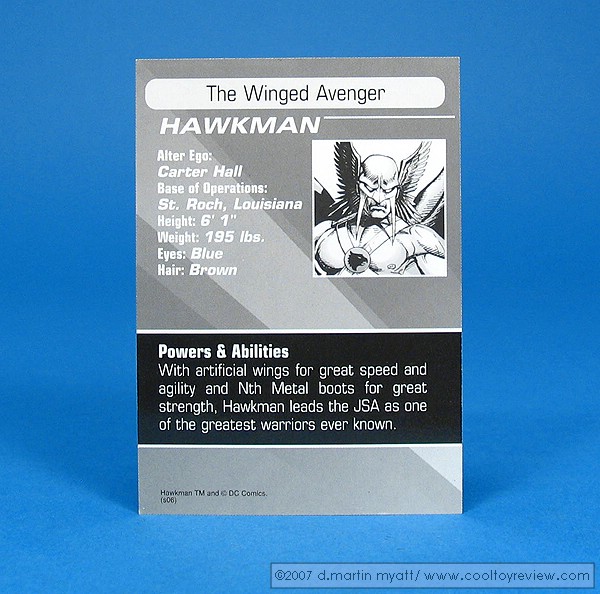 The Winged Avenger
HAWKMAN
Alter Ego:
Carter Hall
Base of Operations:
St. Roch, Louisiana
Height: 6' 1"
Weight: 195 lbs.
Eyes: Blue
Hair: Brown
Powers & Abilities
With artificial wings for great speed and
agility and Nth Metal boots for great
strength, Hawkman leads the JSA as one
of the greatest warriors ever known.
Hawkman TM and © DC Comics.
(s06)
©2007 d.martin myatt/ www.cooltoyreview.com